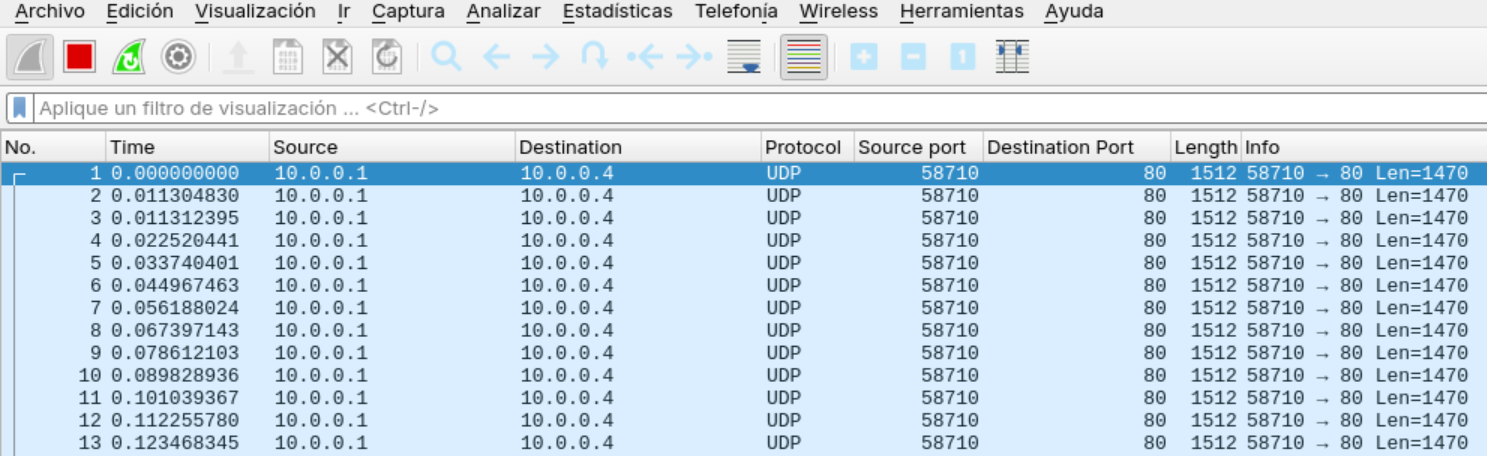 Archivo Edición Visualización Ir Captura Analizar Estadísticas Telefonía Wireless Herramientas Ayuda
Aplique un filtro de visualización … <Ctrl-/>
No. Time Source Destination Protocol Source port Destination Port Length Info
1 0.000000000 10.0.0.1 10.0.0.4 UDP 58710 80 1512 58710 → 80 Len=1470
2 0.011304830 10.0.0.1 10.0.0.4 UDP 58710 80 1512 58710 → 80 Len=1470
3 0.011312395 10.0.0.1 10.0.0.4 UDP 58710 80 1512 58710 → 80 Len=1470
4 0.022520441 10.0.0.1 10.0.0.4 UDP 58710 80 1512 58710 → 80 Len=1470
5 0.033740401 10.0.0.1 10.0.0.4 UDP 58710 80 1512 58710 → 80 Len=1470
6 0.044967463 10.0.0.1 10.0.0.4 UDP 58710 80 1512 58710 → 80 Len=1470
7 0.056188024 10.0.0.1 10.0.0.4 UDP 58710 80 1512 58710 → 80 Len=1470
8 0.067397143 10.0.0.1 10.0.0.4 UDP 58710 80 1512 58710 → 80 Len=1470
9 0.078612103 10.0.0.1 10.0.0.4 UDP 58710 80 1512 58710 → 80 Len=1470
10 0.089828936 10.0.0.1 10.0.0.4 UDP 58710 80 1512 58710 → 80 Len=1470
11 0.101039367 10.0.0.1 10.0.0.4 UDP 58710 80 1512 58710 → 80 Len=1470
12 0.112255780 10.0.0.1 10.0.0.4 UDP 58710 80 1512 58710 → 80 Len=1470
13 0.123468345 10.0.0.1 10.0.0.4 UDP 58710 80 1512 58710 → 80 Len=1470